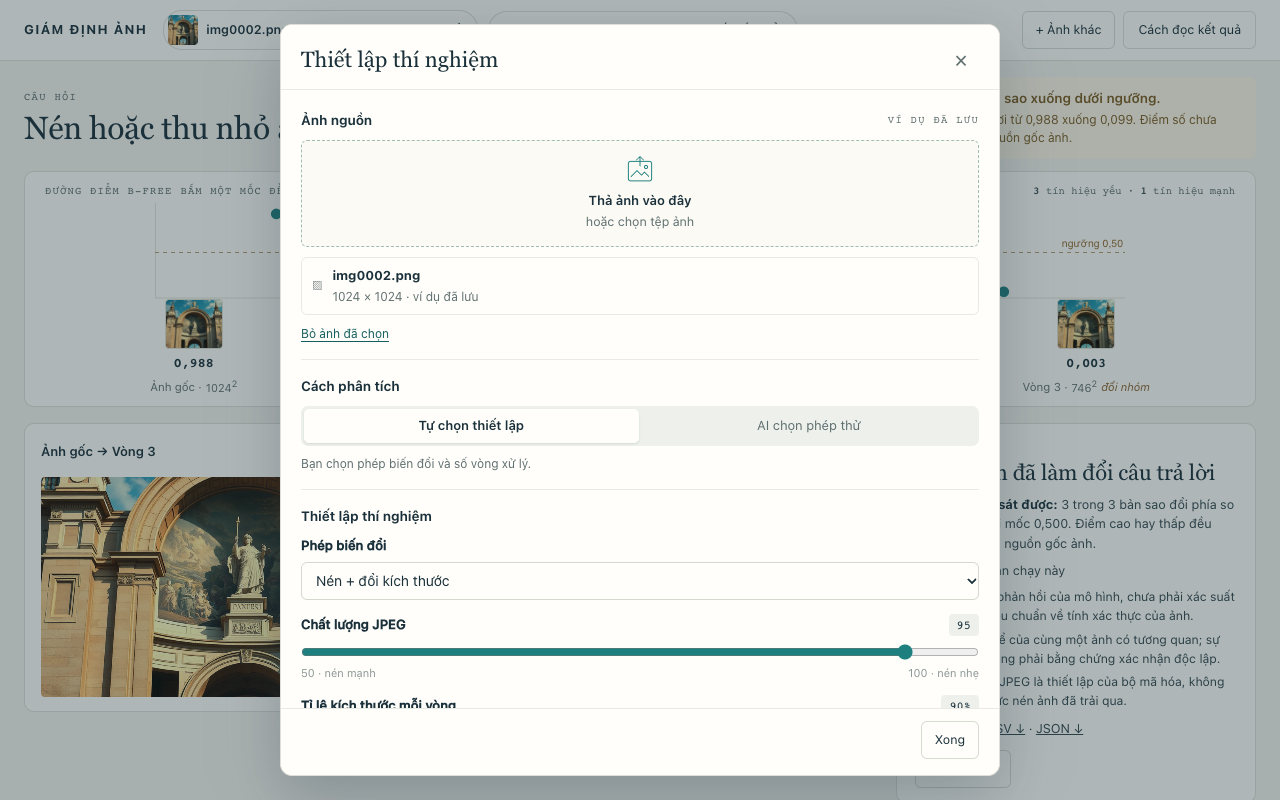 GIÁM ĐỊNH ẢNH
img0002.pn
+ Ảnh khác
Cách đọc kết quả
CÂU HỎI
Nén hoặc thu nhỏ
sao xuống dưới ngưỡng.
từ 0,988 xuống 0,099. Điểm số chưa
gốc ảnh.
ĐƯỜNG ĐIỂM B-FREE BẮM MỘT MỐC
3 tín hiệu yếu · 1 tín hiệu mạnh
ngưỡng 0,50
0,988
Ảnh gốc · 1024²
0,003
Vòng 3 · 746² đổi nhóm
Ảnh gốc → Vòng 3
PANTERI
đã làm đổi câu trả lời
sát được: 3 trong 3 bản sao đổi phía so
mốc 0,500. Điểm cao hay thấp đều
nguồn gốc ảnh.
chạy này
phản hồi của mô hình, chưa phải xác suất
chuẩn về tính xác thực của ảnh.
của cùng một ảnh có tương quan; sự
phải bằng chứng xác nhận độc lập.
JPEG là thiết lập của bộ mã hóa, không
nén ảnh đã trải qua.
SV ↓ · JSON ↓
Thiết lập thí nghiệm
×
Ảnh nguồn
VÍ DỤ ĐÃ LƯU
Thả ảnh vào đây
hoặc chọn tệp ảnh
img0002.png
1024 × 1024 · ví dụ đã lưu
Bỏ ảnh đã chọn
Cách phân tích
Tự chọn thiết lập
AI chọn phép thử
Bạn chọn phép biến đổi và số vòng xử lý.
Thiết lập thí nghiệm
Phép biến đổi
Nén + đổi kích thước
Chất lượng JPEG
95
50 · nén mạnh
100 · nén nhẹ
Tỉ lệ kích thước mỗi vòng
90%
Xong